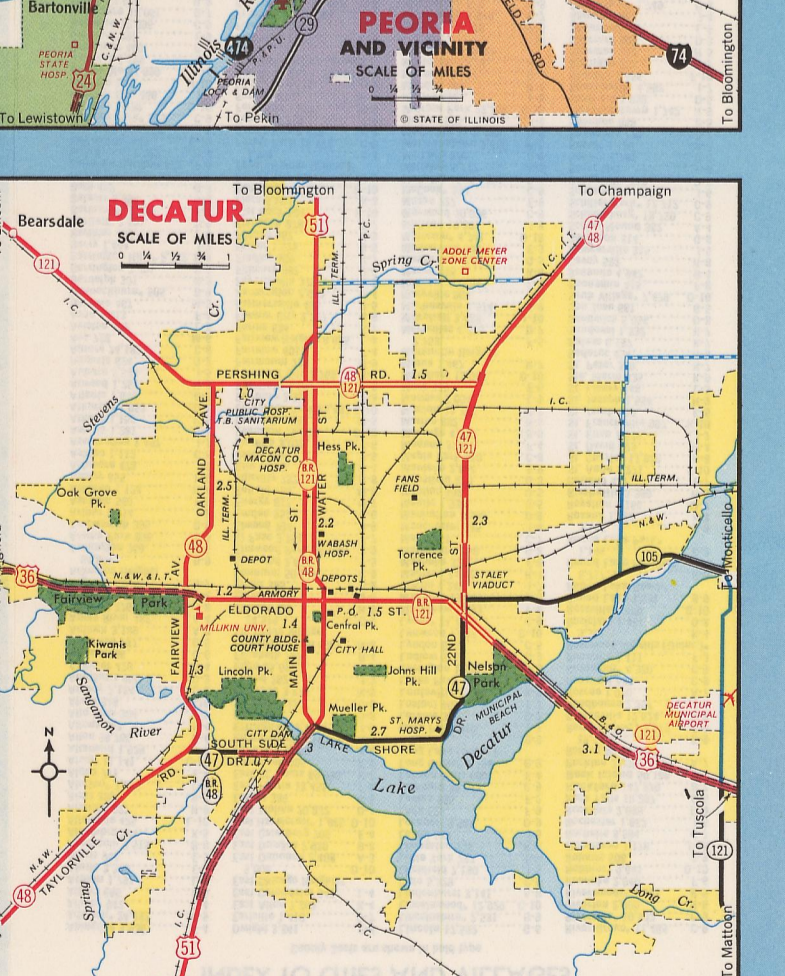 Bartonville
PEORIA
STATE
HOSP.
24
C. & N. W.
To Lewistown
Illinois
474
29
P. & P. U.
PEORIA
LOCK & DAM
To Pekin
PEORIA
AND VICINITY
SCALE OF MILES
0 ¼ ½ ¾ 1
© STATE OF ILLINOIS
RD.
74
To Bloomington
To Bloomington
To Champaign
DECATUR
SCALE OF MILES
0 ¼ ½ ¾ 1
Bearsdale
121
I. C.
51
ILL. TERM.
P. C.
Spring Cr.
ADOLF MEYER
ZONE CENTER
47
48
I. C. - I. T.
Cr.
Stevens
PERSHING
48
121
RD.
1.5
1.0
CITY
PUBLIC HOSP.
T.B. SANITARIUM
AVE.
ST.
I. C.
DECATUR
MACON CO.
HOSP.
Hess Pk.
47
121
ILL. TERM.
OAKLAND
2.5
B.R.
121
WATER
FANS
FIELD
Oak Grove
Pk.
ILL. TERM.
ST.
2.2
2.3
N. & W.
48
WABASH
HOSP.
Torrence
Pk.
ST.
105
To Monticello
DEPOT
B.R.
48
36
N. & W. & I. T.
AV.
DEPOTS
STALEY
VIADUCT
Fairview
Park
1.2
ARMORY
ELDORADO
P. O.
1.5 ST.
B.R.
121
MILLIKIN UNIV.
1.4
Central Pk.
COUNTY BLDG.
COURT HOUSE
CITY HALL
Kiwanis
Park
FAIRVIEW
1.3
Lincoln Pk.
MAIN
Johns Hill
Pk.
22ND
Nelson
Park
47
Sangamon
River
Mueller Pk.
ST. MARYS
HOSP.
DR.
MUNICIPAL
BEACH
DECATUR
MUNICIPAL
AIRPORT
B. & O.
121
36
3.1
N
CITY DAM
SOUTH SIDE
47
DR.
1.0
.3
LAKE
2.7
SHORE
Lake
Decatur
RD.
B.R.
48
Cr.
Spring
N. & W.
TAYLORVILLE
48
To Tuscola
121
Long Cr.
I. C.
51
P. C.
To Mattoon